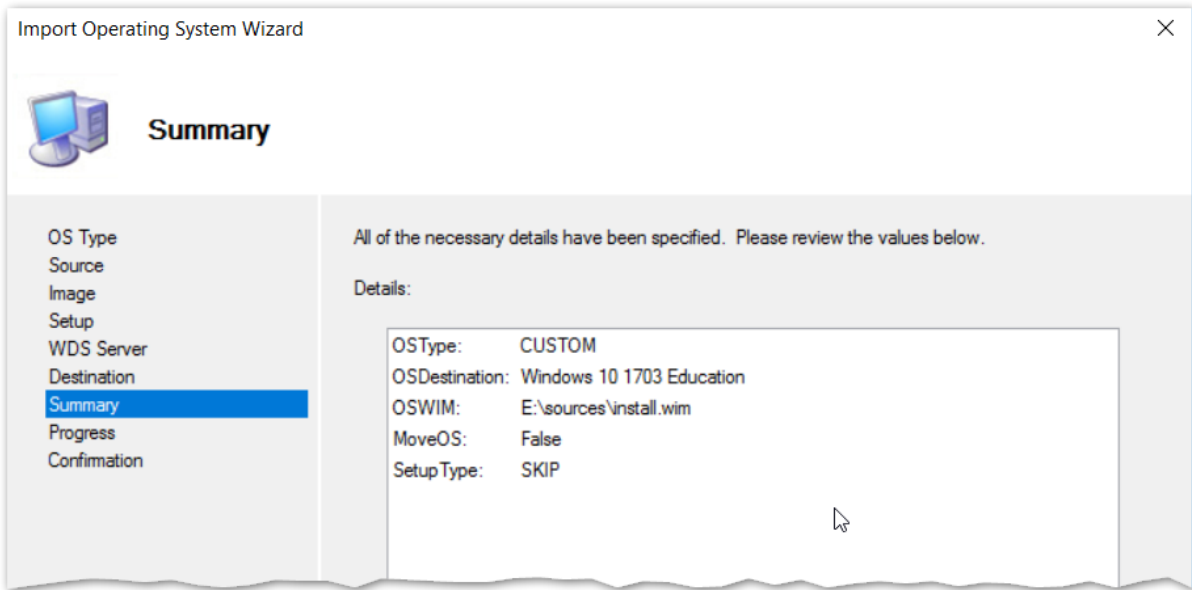 Import Operating System Wizard
Summary
OS Type
Source
Image
Setup
WDS Server
Destination
Summary
Progress
Confirmation
All of the necessary details have been specified.  Please review the values below.
Details:
OSType: CUSTOM
OSDestination: Windows 10 1703 Education
OSWIM: E:\sources\install.wim
MoveOS: False
SetupType: SKIP